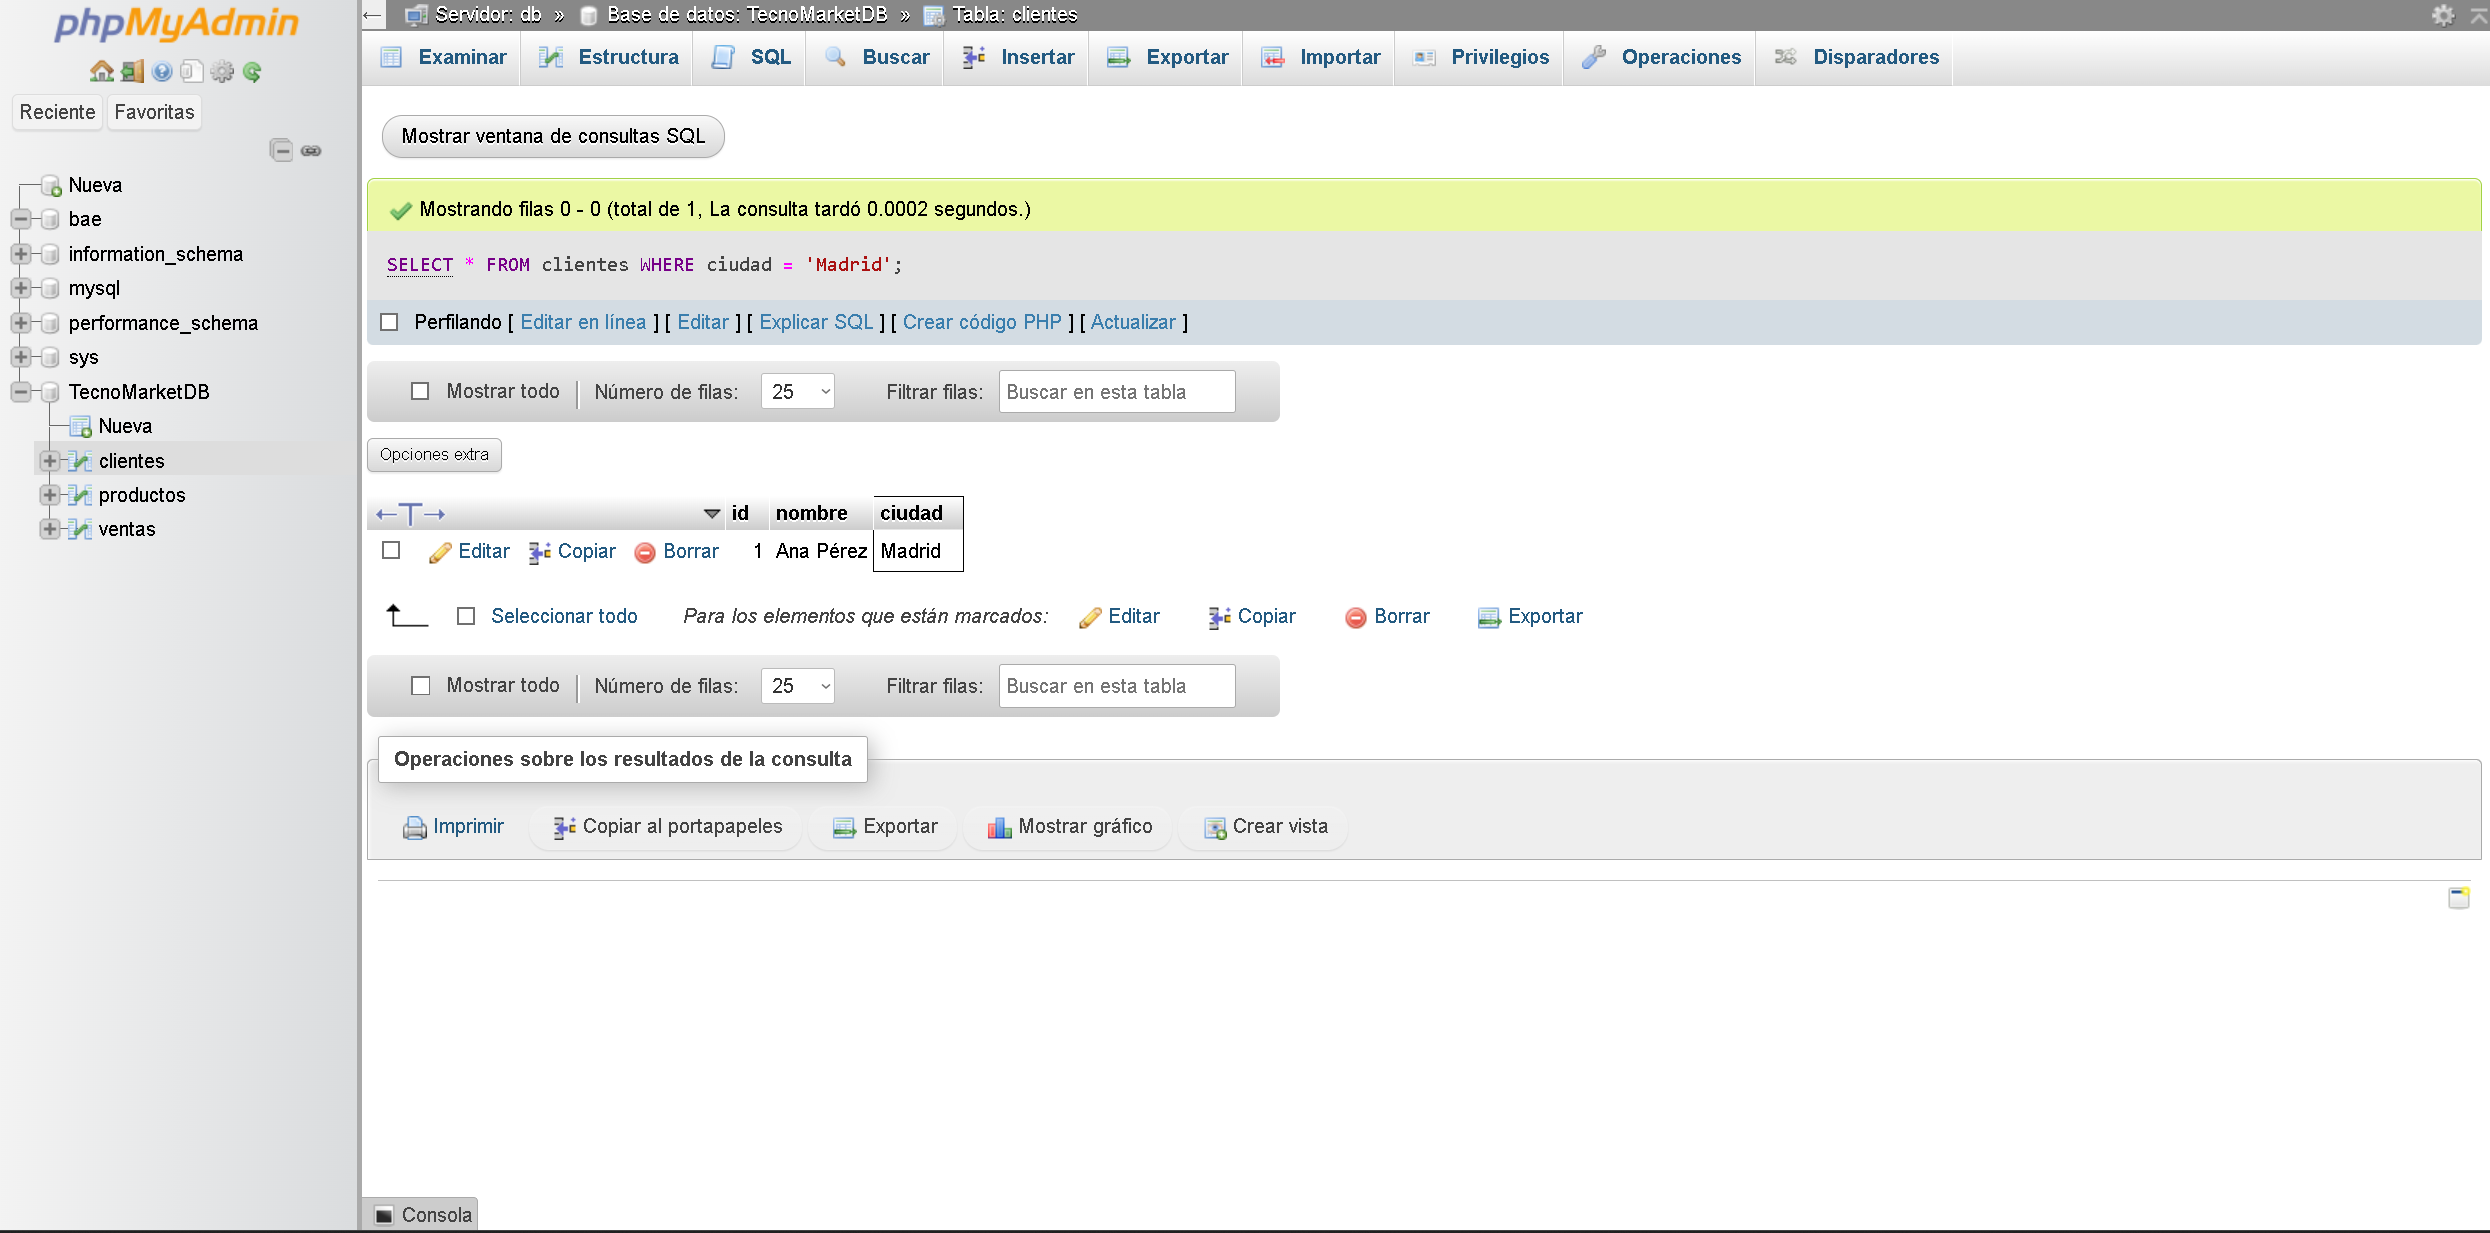 phpMyAdmin
Reciente Favoritas
Nueva
bae
information_schema
mysql
performance_schema
sys
TecnoMarketDB
Nueva
clientes
productos
ventas
Servidor: db » Base de datos: TecnoMarketDB » Tabla: clientes
Examinar Estructura SQL Buscar Insertar Exportar Importar Privilegios Operaciones Disparadores
Mostrar ventana de consultas SQL
Mostrando filas 0 - 0 (total de 1, La consulta tardó 0.0002 segundos.)
SELECT * FROM clientes WHERE ciudad = 'Madrid';
Perfilando [ Editar en línea ] [ Editar ] [ Explicar SQL ] [ Crear código PHP ] [ Actualizar ]
Mostrar todo Número de filas: 25 Filtrar filas: Buscar en esta tabla
Opciones extra
←T→ id nombre ciudad
Editar Copiar Borrar 1 Ana Pérez Madrid
Seleccionar todo Para los elementos que están marcados: Editar Copiar Borrar Exportar
Mostrar todo Número de filas: 25 Filtrar filas: Buscar en esta tabla
Operaciones sobre los resultados de la consulta
Imprimir Copiar al portapapeles Exportar Mostrar gráfico Crear vista
Consola